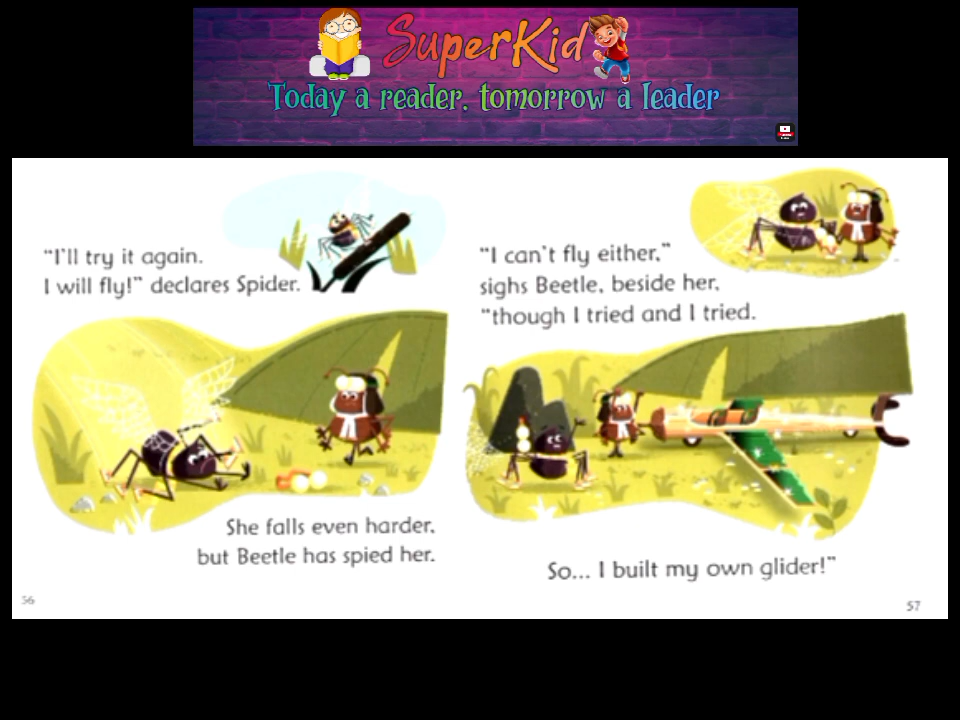 SuperKid
Today a reader, tomorrow a leader
“I’ll try it again.
I will fly!” declares Spider.
She falls even harder,
but Beetle has spied her.
56
“I can’t fly either,”
sighs Beetle, beside her,
“though I tried and I tried.
So... I built my own glider!”
57